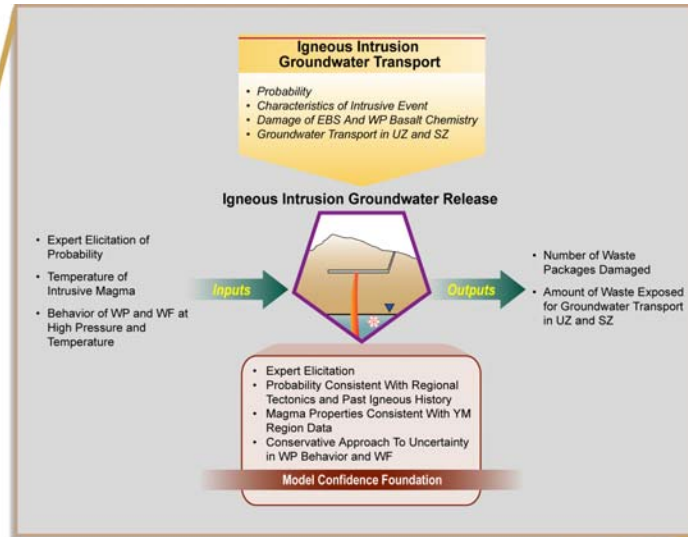 Igneous Intrusion
Groundwater Transport
• Probability
• Characteristics of Intrusive Event
• Damage of EBS And WP Basalt Chemistry
• Groundwater Transport in UZ and SZ
Igneous Intrusion Groundwater Release
• Expert Elicitation of
Probability
• Temperature of
Intrusive Magma
• Behavior of WP and WF at
High Pressure and
Temperature
Inputs
Outputs
• Number of Waste
Packages Damaged
• Amount of Waste Exposed
for Groundwater Transport
in UZ and SZ
• Expert Elicitation
• Probability Consistent With Regional
Tectonics and Past Igneous History
• Magma Properties Consistent With YM
Region Data
• Conservative Approach To Uncertainty
in WP Behavior and WF
Model Confidence Foundation